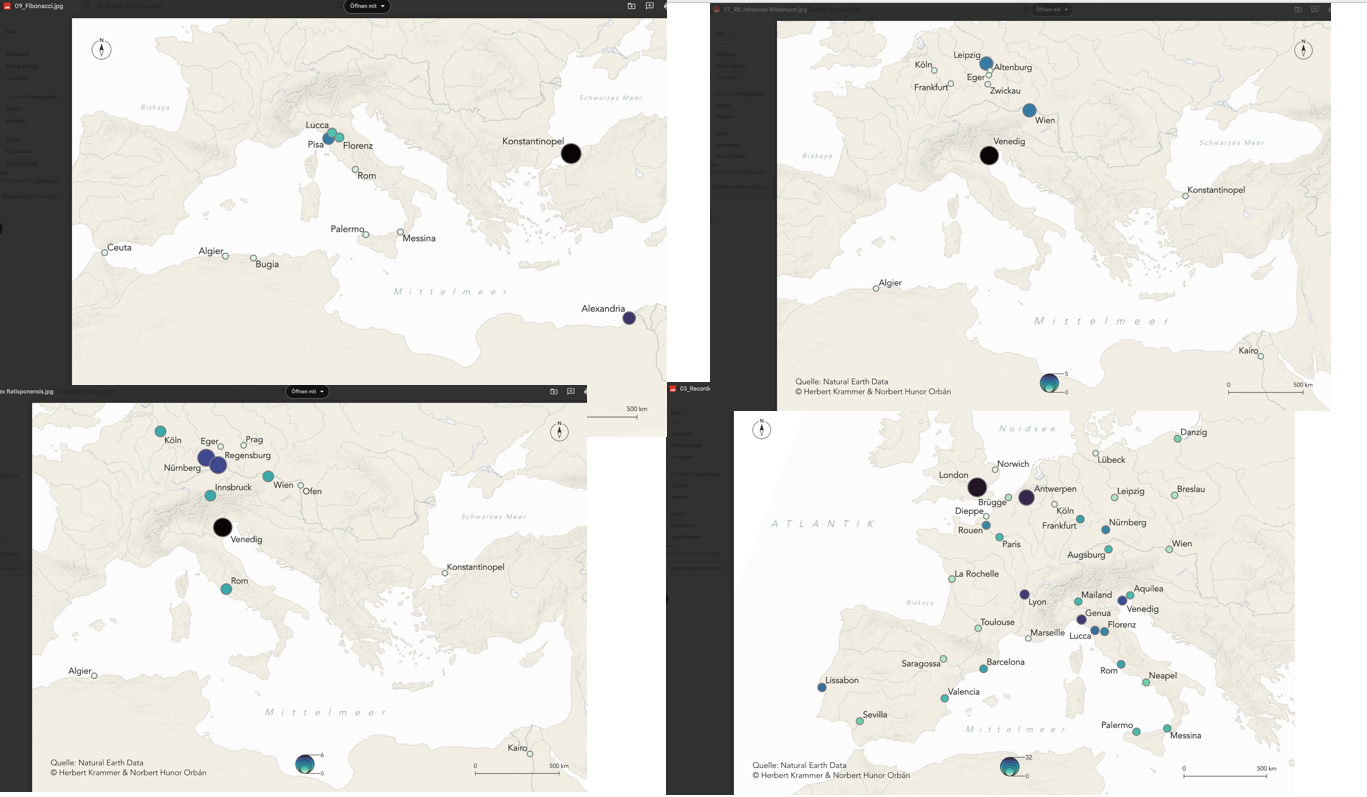 09_Fibonacci.jpg
Öffnen mit
N
Biskaya
Schwarzes Meer
Lucca
Pisa
Florenz
Konstantinopel
Rom
Palermo
Messina
Ceuta
Algier
Bugia
Mittelmeer
Alexandria
500 km
07_RB Johannes Wiedmann.jpg
Öffnen mit
N
Leipzig
Köln
Altenburg
Eger
Frankfurt
Zwickau
Wien
Venedig
Biskaya
Schwarzes Meer
Konstantinopel
Algier
Mittelmeer
Kairo
5
0
Quelle: Natural Earth Data
© Herbert Krammer & Norbert Hunor Orbán
0 500 km
ex Ratisponensis.jpg
Öffnen mit
N
Köln
Eger
Prag
Regensburg
Nürnberg
Innsbruck
Wien
Ofen
Venedig
Schwarzes Meer
Rom
Konstantinopel
Algier
Mittelmeer
Kairo
6
0
Quelle: Natural Earth Data
© Herbert Krammer & Norbert Hunor Orbán
0 500 km
03_Recorde
N
Nordsee
Danzig
Lübeck
Norwich
London
Antwerpen
Leipzig
Breslau
Brügge
Dieppe
Köln
Rouen
Frankfurt
Nürnberg
ATLANTIK
Paris
Augsburg
Wien
La Rochelle
Biskaya
Lyon
Mailand
Aquilea
Venedig
Genua
Toulouse
Marseille
Lucca
Florenz
Saragossa
Barcelona
Rom
Neapel
Lissabon
Valencia
Sevilla
Mittelmeer
Palermo
Messina
32
0
Quelle: Natural Earth Data
© Herbert Krammer & Norbert Hunor Orbán
0 500 km